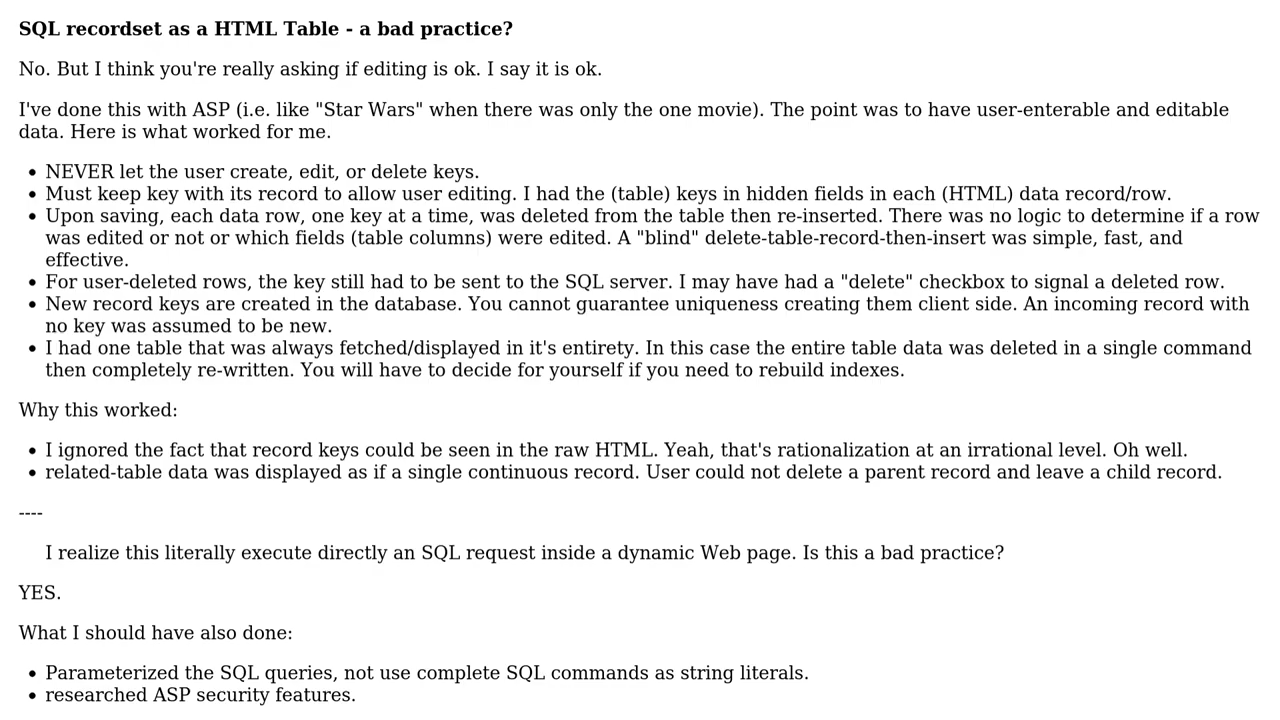 SQL recordset as a HTML Table - a bad practice?
No. But I think you're really asking if editing is ok. I say it is ok.
I've done this with ASP (i.e. like "Star Wars" when there was only the one movie). The point was to have user-enterable and editable
data. Here is what worked for me.
• NEVER let the user create, edit, or delete keys.
• Must keep key with its record to allow user editing. I had the (table) keys in hidden fields in each (HTML) data record/row.
• Upon saving, each data row, one key at a time, was deleted from the table then re-inserted. There was no logic to determine if a row
was edited or not or which fields (table columns) were edited. A "blind" delete-table-record-then-insert was simple, fast, and
effective.
• For user-deleted rows, the key still had to be sent to the SQL server. I may have had a "delete" checkbox to signal a deleted row.
• New record keys are created in the database. You cannot guarantee uniqueness creating them client side. An incoming record with
no key was assumed to be new.
• I had one table that was always fetched/displayed in it's entirety. In this case the entire table data was deleted in a single command
then completely re-written. You will have to decide for yourself if you need to rebuild indexes.
Why this worked:
• I ignored the fact that record keys could be seen in the raw HTML. Yeah, that's rationalization at an irrational level. Oh well.
• related-table data was displayed as if a single continuous record. User could not delete a parent record and leave a child record.
----
I realize this literally execute directly an SQL request inside a dynamic Web page. Is this a bad practice?
YES.
What I should have also done:
• Parameterized the SQL queries, not use complete SQL commands as string literals.
• researched ASP security features.